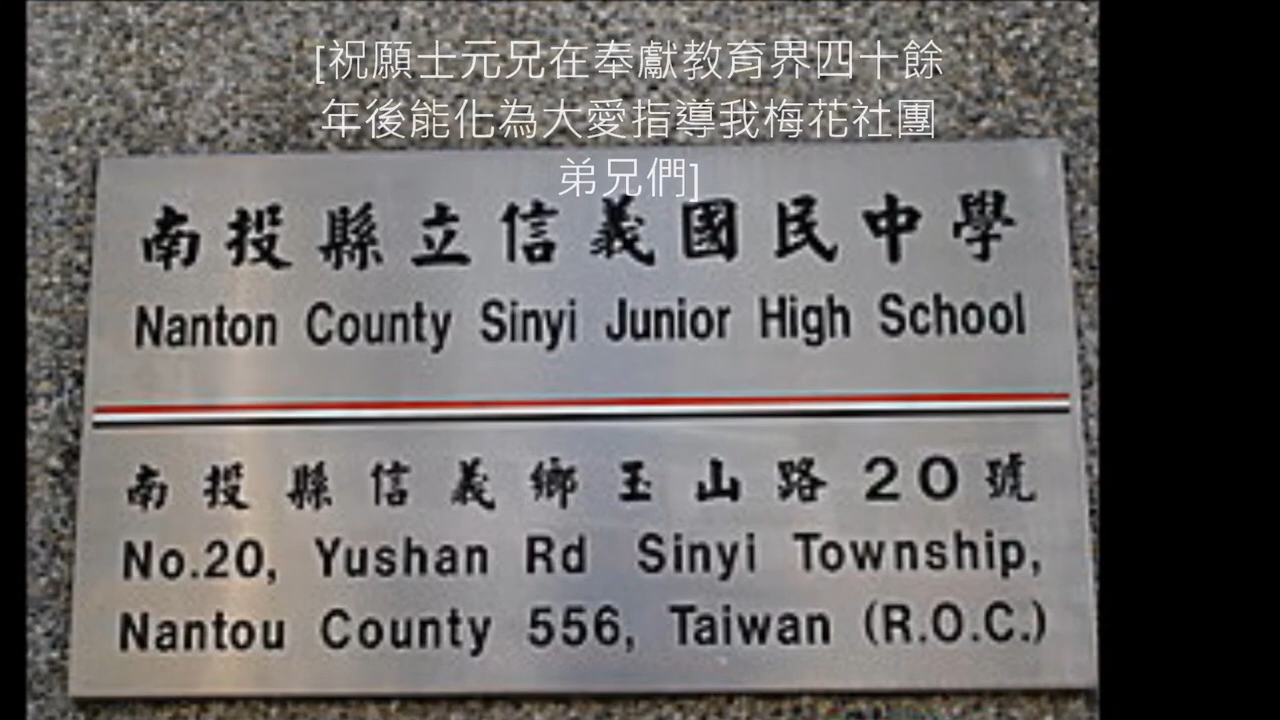 [祝願士元兄在奉獻教育界四十餘
年後能化為大愛指導我梅花社團
弟兄們]
南投縣立信義國民中學
Nanton County Sinyi Junior High School
南投縣信義鄉玉山路20號
No.20, Yushan Rd Sinyi Township,
Nantou County 556, Taiwan (R.O.C.)